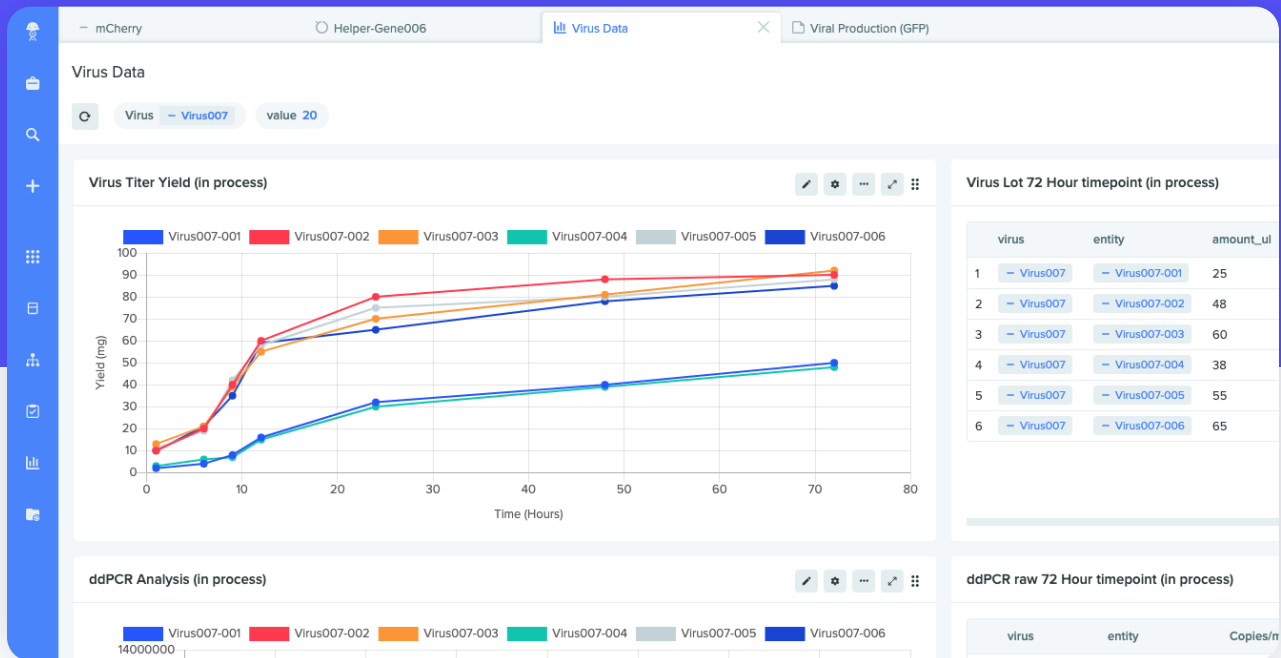 mCherry Helper-Gene006 Virus Data Viral Production (GFP)
Virus Data
Virus – Virus007 value 20
Virus Titer Yield (in process)
Virus007-001 Virus007-002 Virus007-003 Virus007-004 Virus007-005 Virus007-006
100
90
80
70
60
50
40
30
20
10
0
Yield (mg)
0 10 20 30 40 50 60 70 80
Time (Hours)
Virus Lot 72 Hour timepoint (in process)
virus entity amount_ul
1 – Virus007 – Virus007-001 25
2 – Virus007 – Virus007-002 48
3 – Virus007 – Virus007-003 60
4 – Virus007 – Virus007-004 38
5 – Virus007 – Virus007-005 55
6 – Virus007 – Virus007-006 65
ddPCR Analysis (in process)
Virus007-001 Virus007-002 Virus007-003 Virus007-004 Virus007-005 Virus007-006
14000000
ddPCR raw 72 Hour timepoint (in process)
virus entity Copies/m